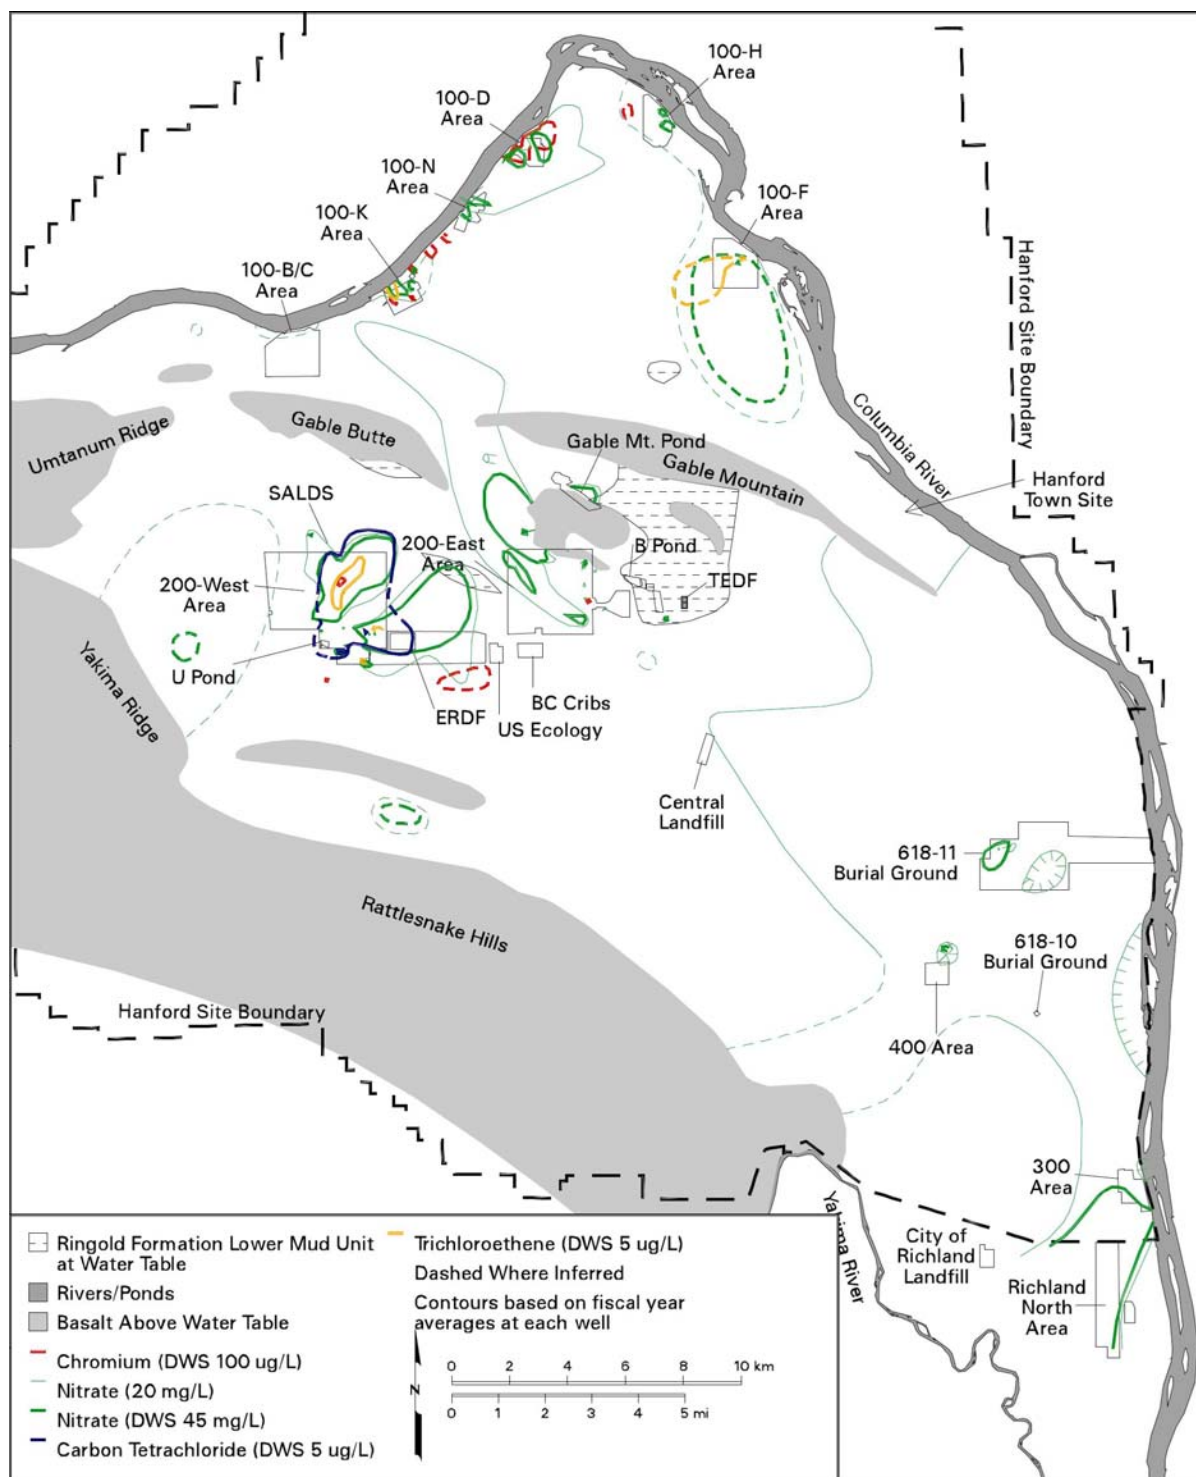 100-H
Area
100-D
Area
100-N
Area
100-K
Area
100-F
Area
100-B/C
Area
Hanford Site Boundary
Columbia River
Umtanum Ridge
Gable Butte
Gable Mt. Pond
Gable Mountain
Hanford
Town Site
SALDS
200-East
Area
B Pond
TEDF
200-West
Area
U Pond
Yakima Ridge
ERDF
BC Cribs
US Ecology
Central
Landfill
618-11
Burial Ground
Rattlesnake Hills
618-10
Burial Ground
Hanford Site Boundary
400 Area
300
Area
Yakima River
City of
Richland
Landfill
Richland
North
Area
Ringold Formation Lower Mud Unit
at Water Table
Rivers/Ponds
Basalt Above Water Table
Chromium (DWS 100 ug/L)
Nitrate (20 mg/L)
Nitrate (DWS 45 mg/L)
Carbon Tetrachloride (DWS 5 ug/L)
Trichloroethene (DWS 5 ug/L)
Dashed Where Inferred
Contours based on fiscal year
averages at each well
N
0 2 4 6 8 10 km
0 1 2 3 4 5 mi